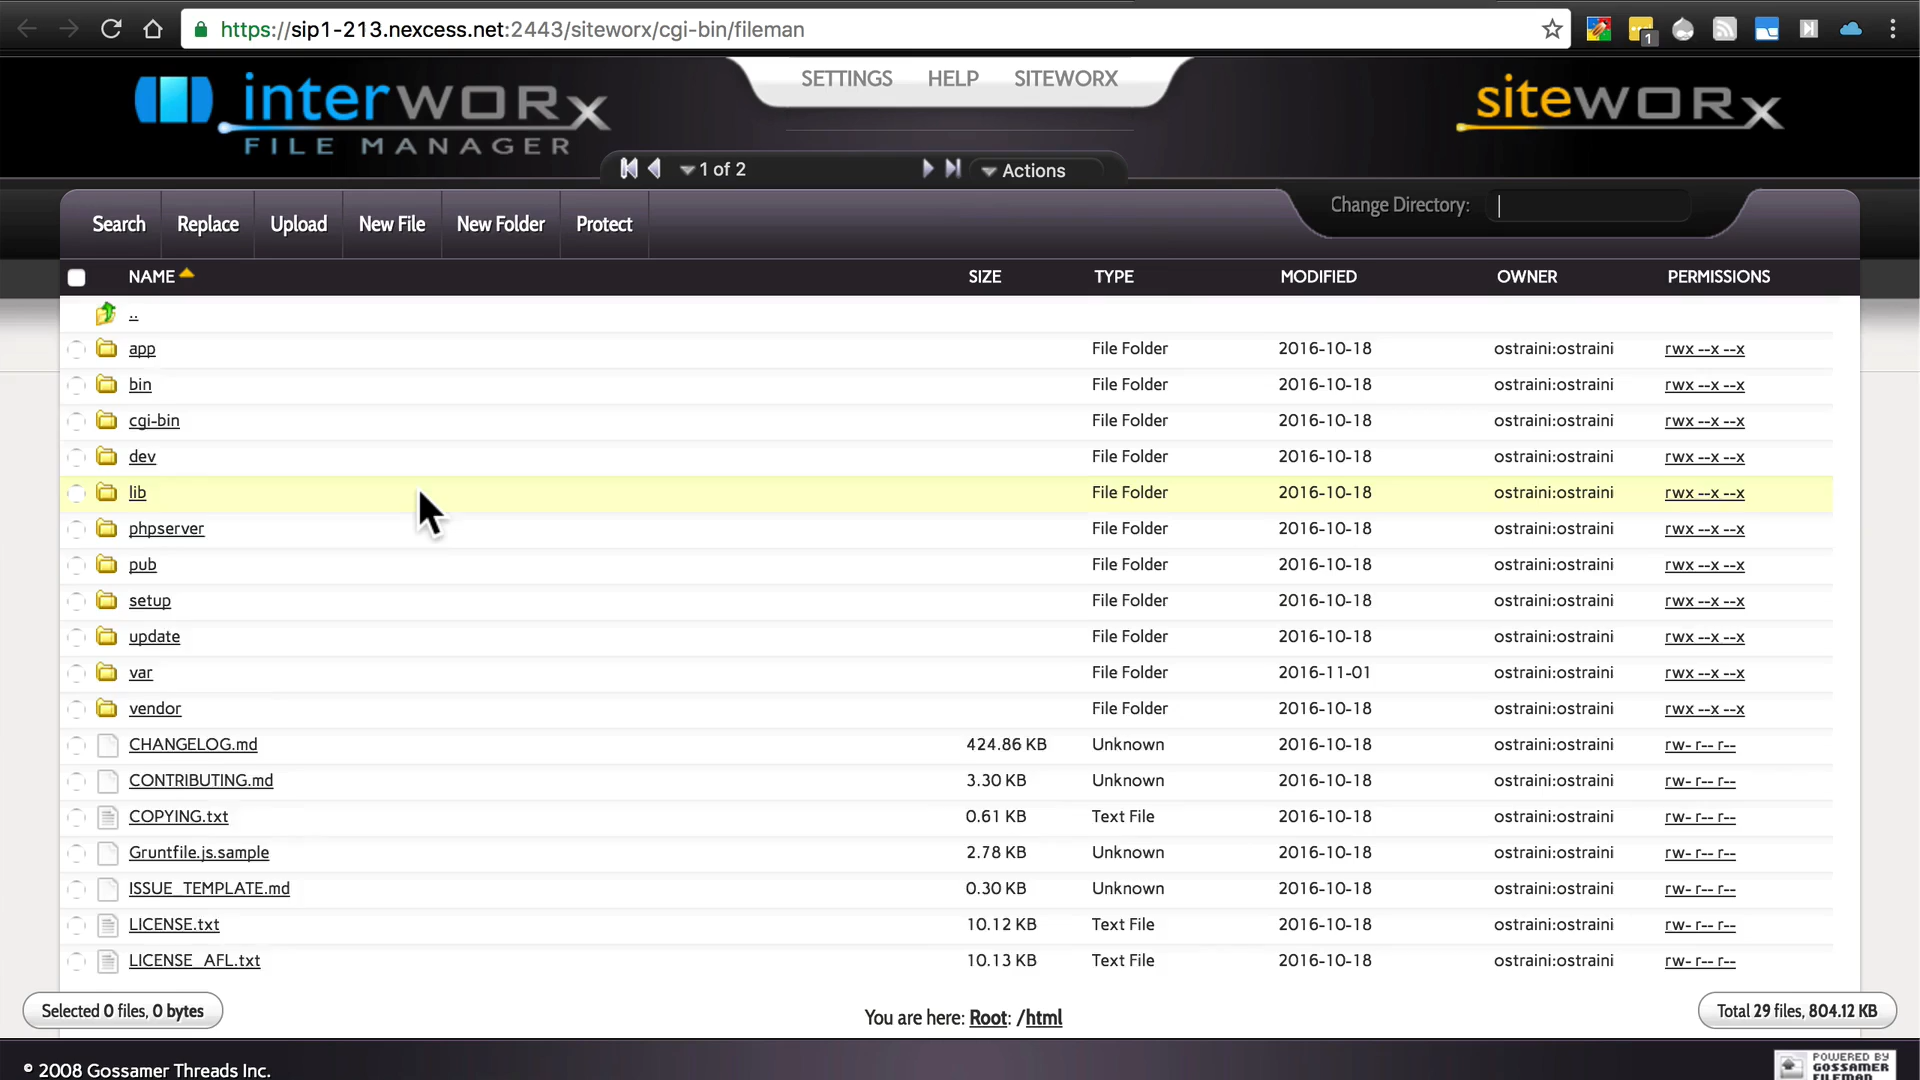 https://sip1-213.nexcess.net:2443/siteworx/cgi-bin/fileman
1
interworx
FILE MANAGER
SETTINGS HELP SITEWORX
siteworx
1 of 2 Actions
Search Replace Upload New File New Folder Protect Change Directory:
NAME SIZE TYPE MODIFIED OWNER PERMISSIONS
..
app File Folder 2016-10-18 ostraini:ostraini rwx --x --x
bin File Folder 2016-10-18 ostraini:ostraini rwx --x --x
cgi-bin File Folder 2016-10-18 ostraini:ostraini rwx --x --x
dev File Folder 2016-10-18 ostraini:ostraini rwx --x --x
lib File Folder 2016-10-18 ostraini:ostraini rwx --x --x
phpserver File Folder 2016-10-18 ostraini:ostraini rwx --x --x
pub File Folder 2016-10-18 ostraini:ostraini rwx --x --x
setup File Folder 2016-10-18 ostraini:ostraini rwx --x --x
update File Folder 2016-10-18 ostraini:ostraini rwx --x --x
var File Folder 2016-11-01 ostraini:ostraini rwx --x --x
vendor File Folder 2016-10-18 ostraini:ostraini rwx --x --x
CHANGELOG.md 424.86 KB Unknown 2016-10-18 ostraini:ostraini rw- r-- r--
CONTRIBUTING.md 3.30 KB Unknown 2016-10-18 ostraini:ostraini rw- r-- r--
COPYING.txt 0.61 KB Text File 2016-10-18 ostraini:ostraini rw- r-- r--
Gruntfile.js.sample 2.78 KB Unknown 2016-10-18 ostraini:ostraini rw- r-- r--
ISSUE_TEMPLATE.md 0.30 KB Unknown 2016-10-18 ostraini:ostraini rw- r-- r--
LICENSE.txt 10.12 KB Text File 2016-10-18 ostraini:ostraini rw- r-- r--
LICENSE_AFL.txt 10.13 KB Text File 2016-10-18 ostraini:ostraini rw- r-- r--
Selected 0 files, 0 bytes You are here: Root: /html Total 29 files, 804.12 KB
© 2008 Gossamer Threads Inc.
POWERED BY
GOSSAMER
FILEMAN